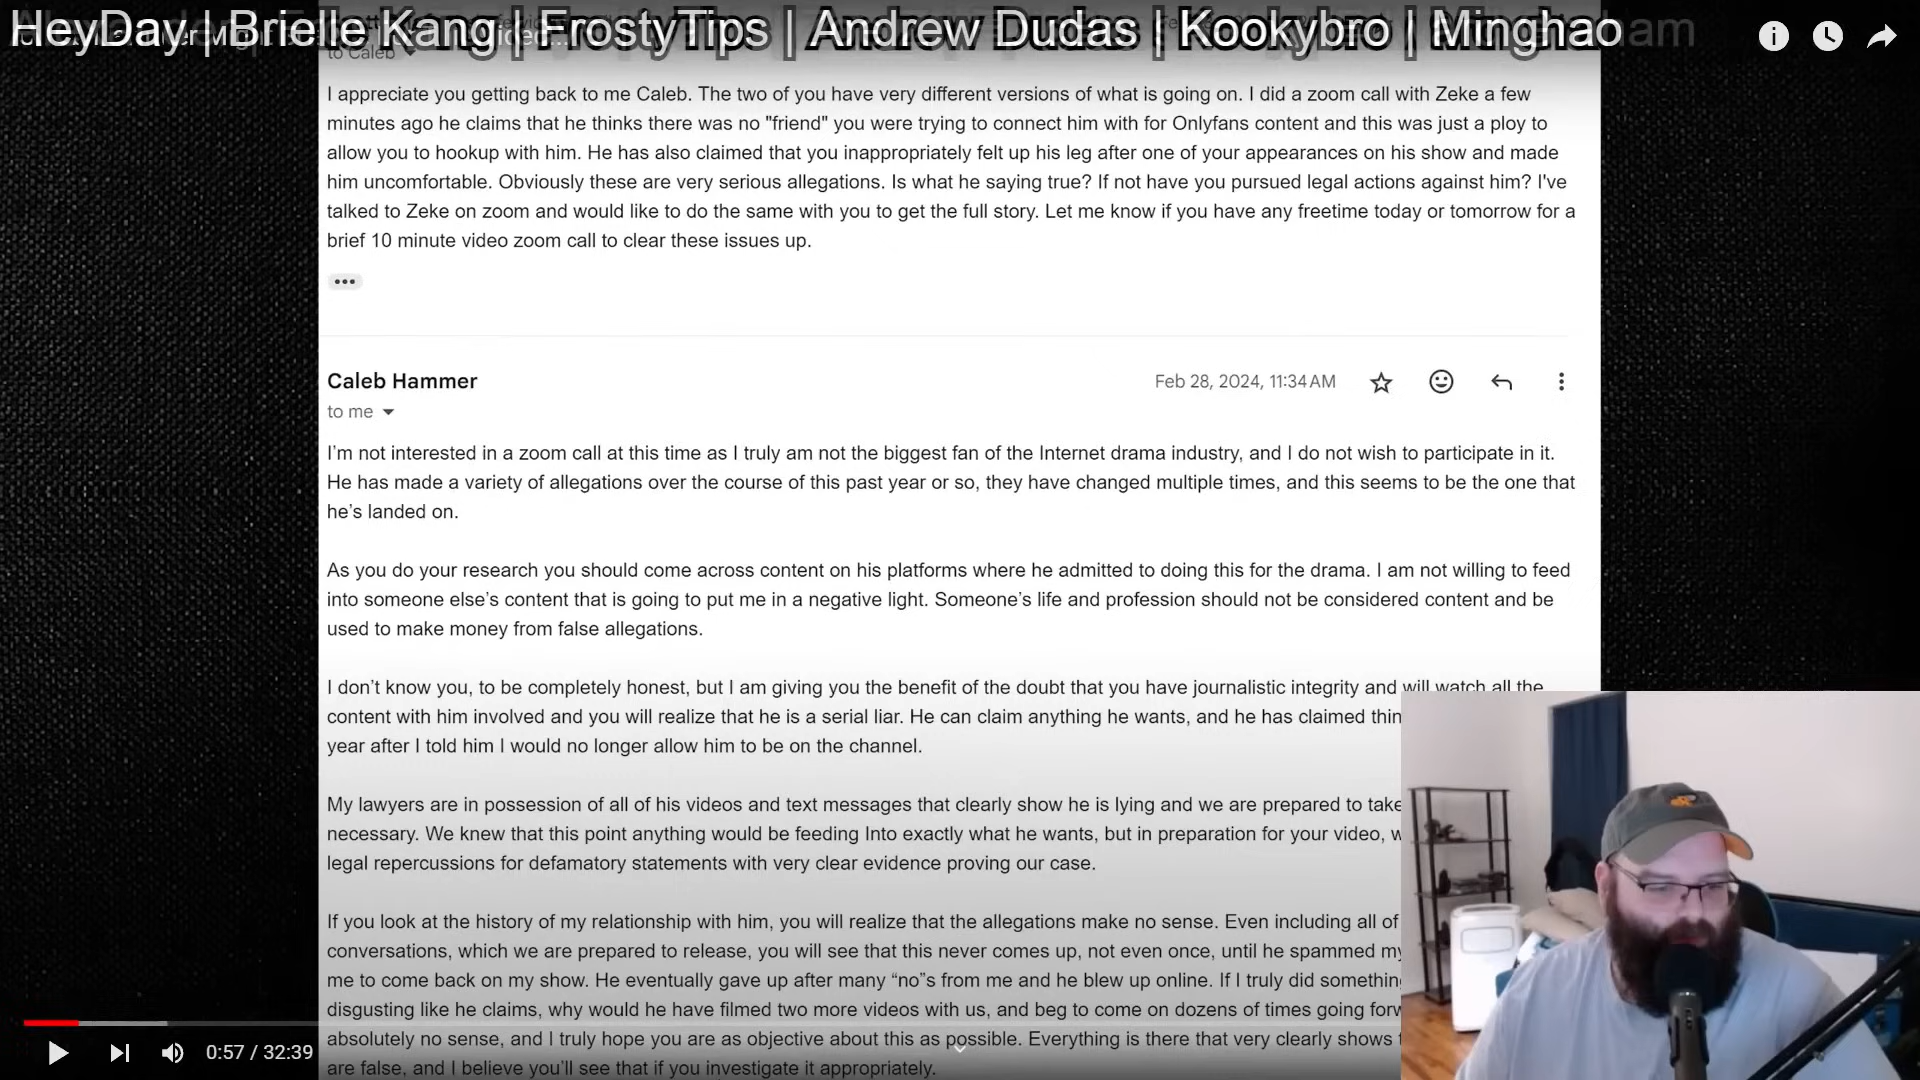 HeyDay | Brielle Kang | FrostyTips | Andrew Dudas | Kookybro | Minghao
to Caleb
I appreciate you getting back to me Caleb. The two of you have very different versions of what is going on. I did a zoom call with Zeke a few
minutes ago he claims that he thinks there was no "friend" you were trying to connect him with for Onlyfans content and this was just a ploy to
allow you to hookup with him. He has also claimed that you inappropriately felt up his leg after one of your appearances on his show and made
him uncomfortable. Obviously these are very serious allegations. Is what he saying true? If not have you pursued legal actions against him? I've
talked to Zeke on zoom and would like to do the same with you to get the full story. Let me know if you have any freetime today or tomorrow for a
brief 10 minute video zoom call to clear these issues up.
Caleb Hammer
Feb 28, 2024, 11:34 AM
to me
I'm not interested in a zoom call at this time as I truly am not the biggest fan of the Internet drama industry, and I do not wish to participate in it.
He has made a variety of allegations over the course of this past year or so, they have changed multiple times, and this seems to be the one that
he's landed on.
As you do your research you should come across content on his platforms where he admitted to doing this for the drama. I am not willing to feed
into someone else's content that is going to put me in a negative light. Someone's life and profession should not be considered content and be
used to make money from false allegations.
I don't know you, to be completely honest, but I am giving you the benefit of the doubt that you have journalistic integrity and will watch all the
content with him involved and you will realize that he is a serial liar. He can claim anything he wants, and he has claimed
year after I told him I would no longer allow him to be on the channel.
My lawyers are in possession of all of his videos and text messages that clearly show he is lying and we are prepared to take
necessary. We knew that this point anything would be feeding Into exactly what he wants, but in preparation for your video,
legal repercussions for defamatory statements with very clear evidence proving our case.
If you look at the history of my relationship with him, you will realize that the allegations make no sense. Even including all of
conversations, which we are prepared to release, you will see that this never comes up, not even once, until he spammed
me to come back on my show. He eventually gave up after many “no”s from me and he blew up online. If I truly did
disgusting like he claims, why would he have filmed two more videos with us, and beg to come on dozens of times going
absolutely no sense, and I truly hope you are as objective about this as possible. Everything is there that very clearly shows
are false, and I believe you'll see that if you investigate it appropriately.
0:57 / 32:39